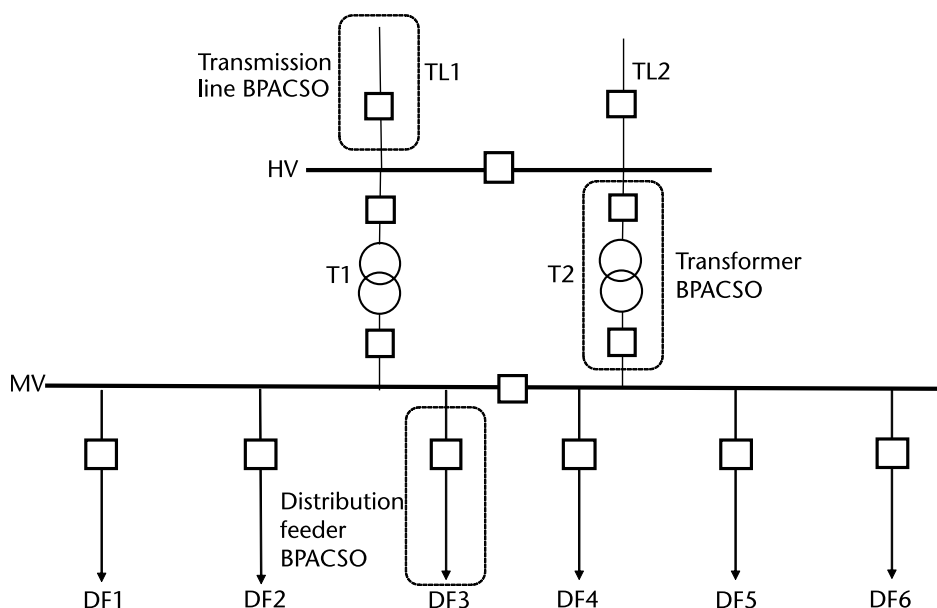 Transmission
line BPACSO
TL1
TL2
HV
T1
T2
Transformer
BPACSO
MV
Distribution
feeder
BPACSO
DF1
DF2
DF3
DF4
DF5
DF6